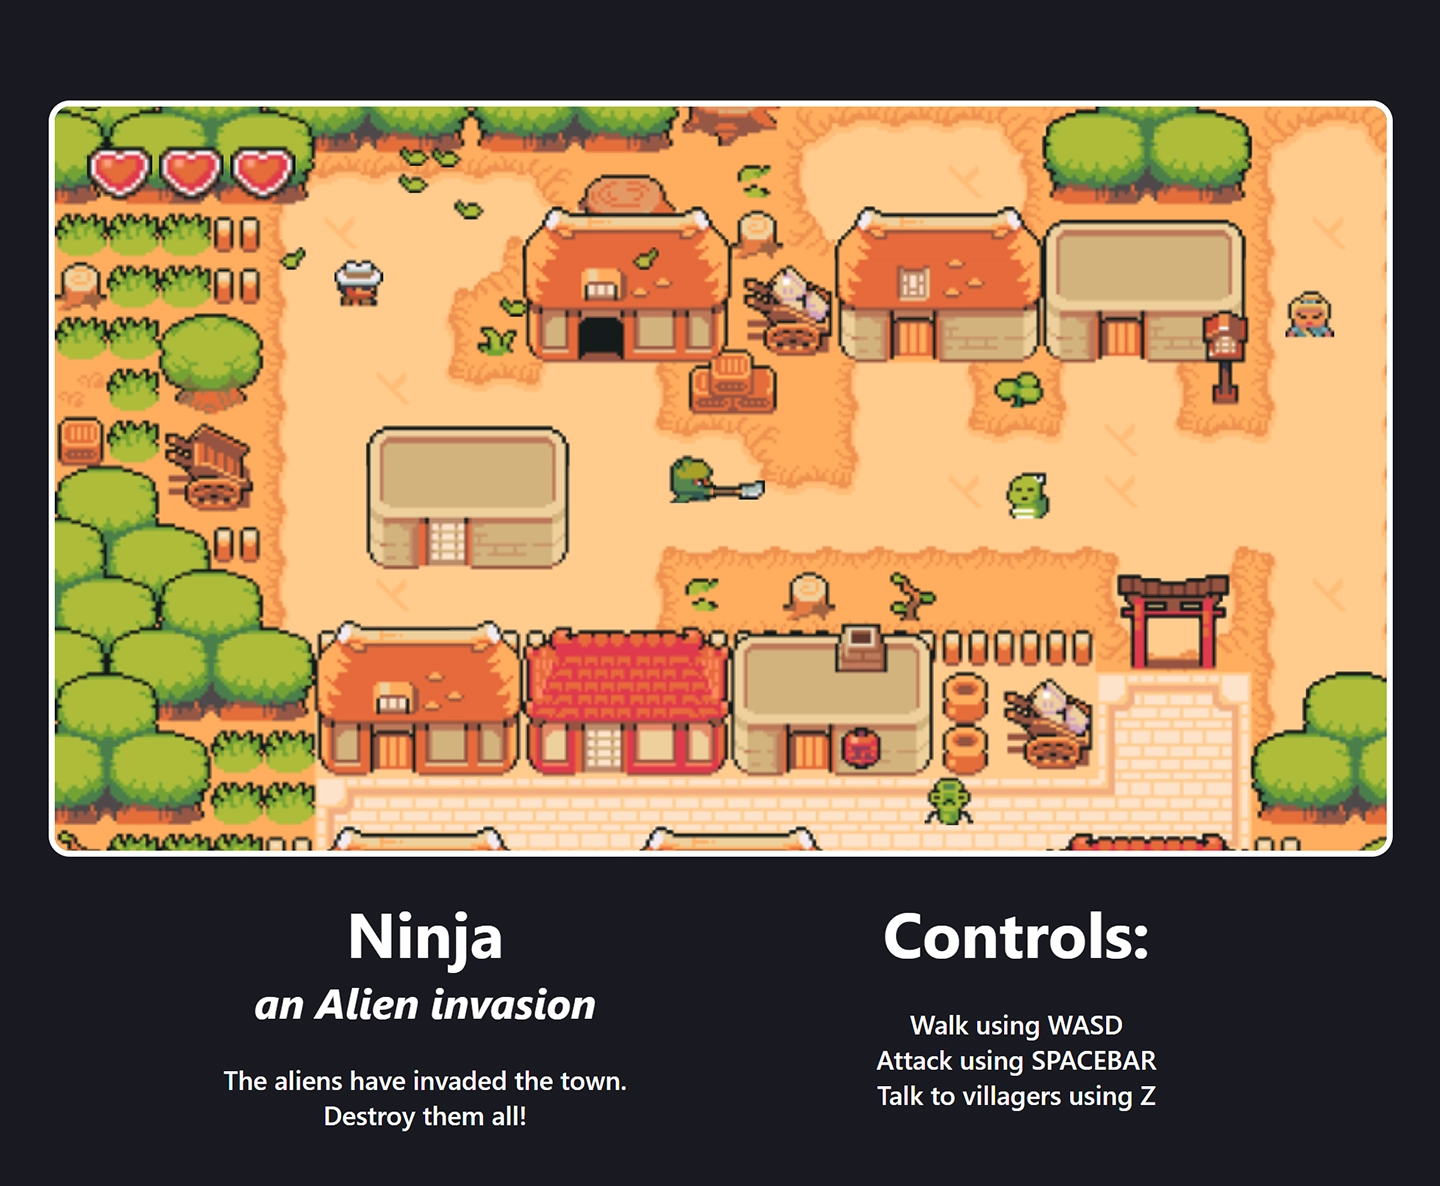 Ninja
an Alien invasion
The aliens have invaded the town.
Destroy them all!
Controls:
Walk using WASD
Attack using SPACEBAR
Talk to villagers using Z